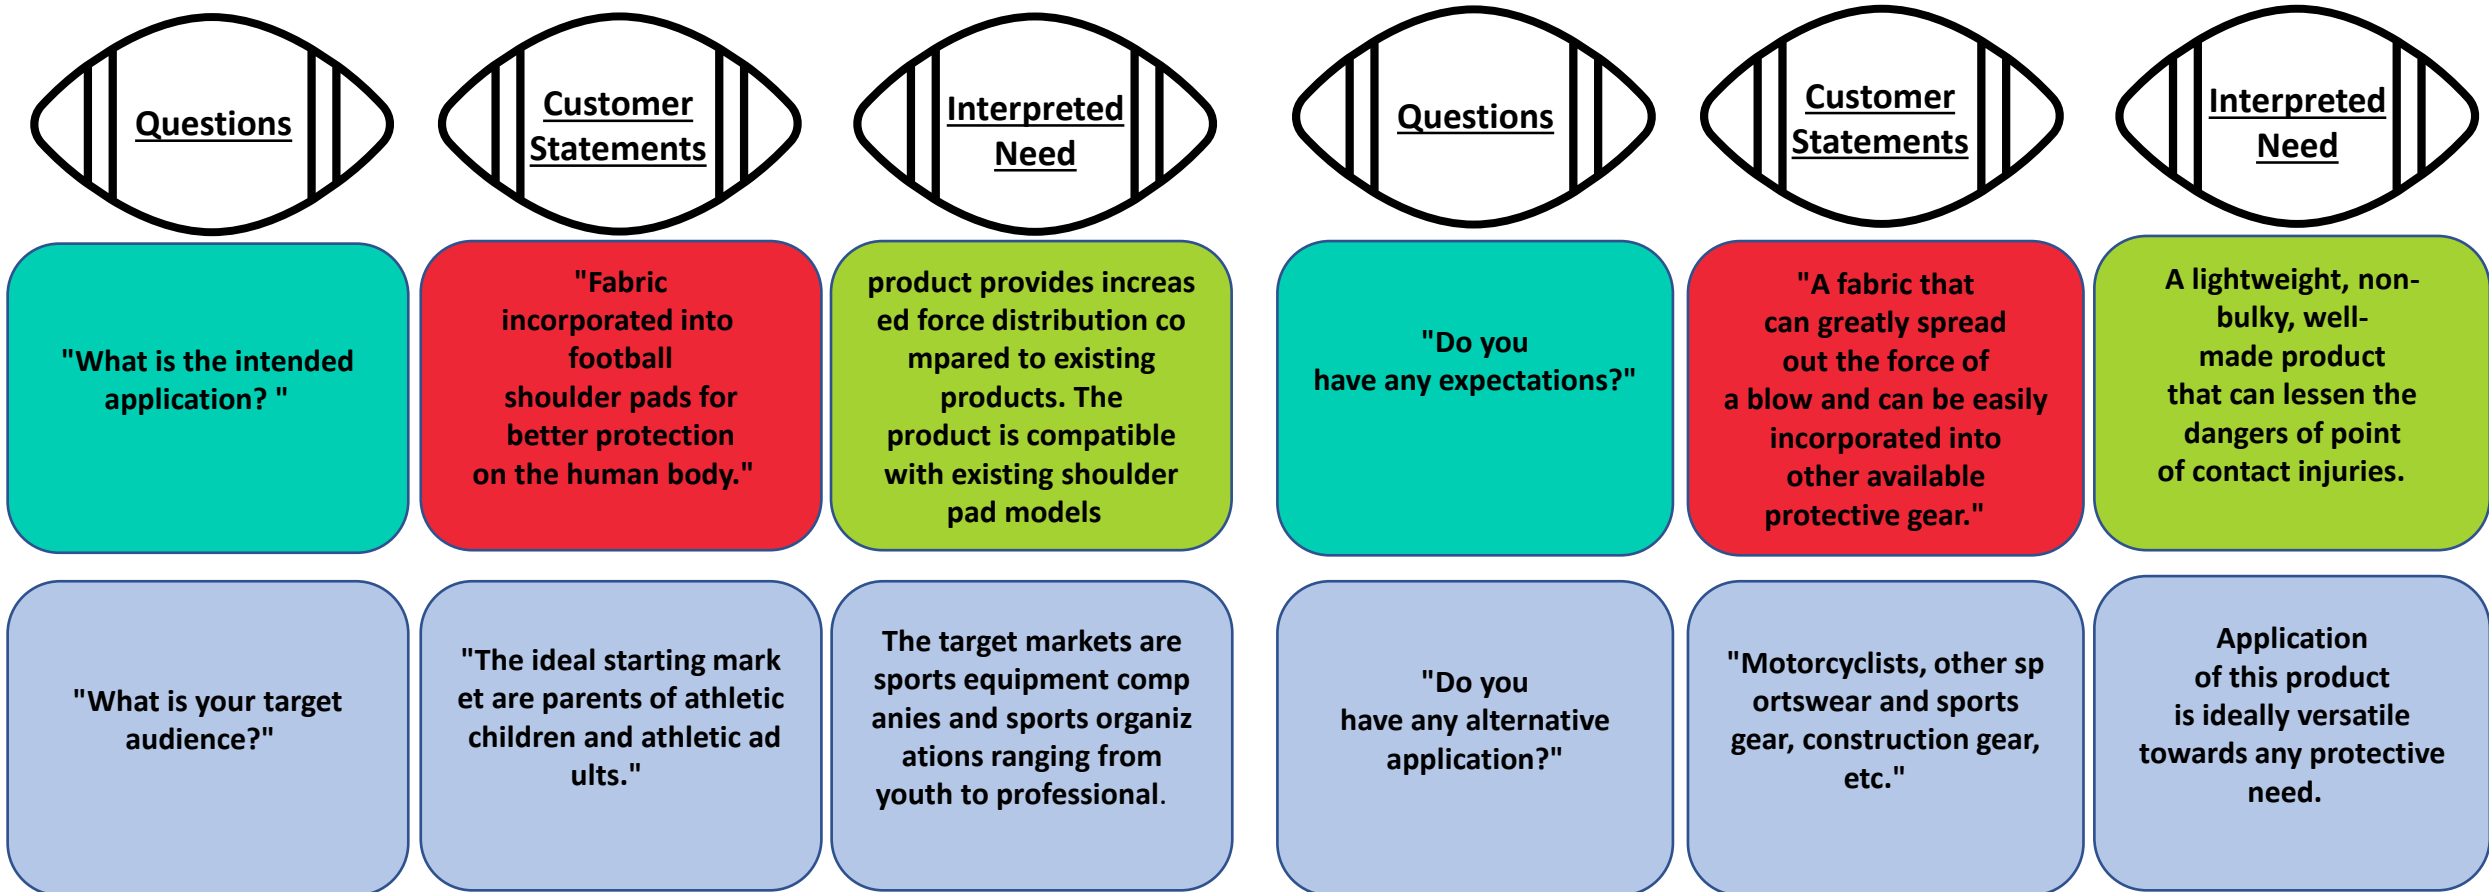 Questions
Customer
Statements
Interpreted
Need
Questions
Customer
Statements
Interpreted
Need
"What is the intended
application? "
"Fabric
incorporated into
football
shoulder pads for
better protection
on the human body."
product provides increas
ed force distribution co
mpared to existing
products. The
product is compatible
with existing shoulder
pad models
"Do you
have any expectations?"
"A fabric that
can greatly spread
out the force of
a blow and can be easily
incorporated into
other available
protective gear."
A lightweight, non-
bulky, well-
made product
that can lessen the
dangers of point
of contact injuries.
"What is your target
audience?"
"The ideal starting mark
et are parents of athletic
children and athletic ad
ults."
The target markets are
sports equipment comp
anies and sports organiz
ations ranging from
youth to professional.
"Do you
have any alternative
application?"
"Motorcyclists, other sp
ortswear and sports
gear, construction gear,
etc."
Application
of this product
is ideally versatile
towards any protective
need.